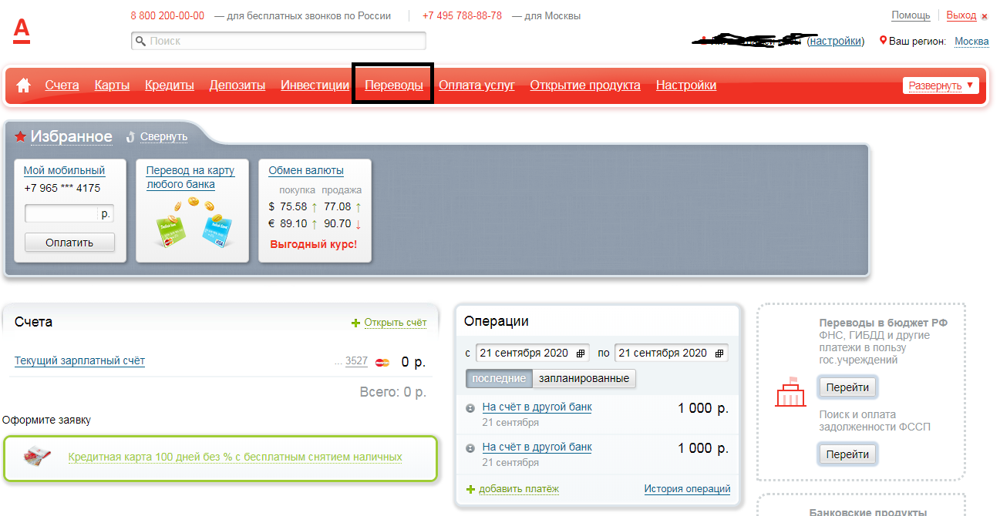 А
8 800 200-00-00 — для бесплатных звонков по России
+7 495 788-88-78 — для Москвы
Помощь
Выход ×
Поиск
(настройки)
Ваш регион: Москва
Счета Карты Кредиты Депозиты Инвестиции Переводы Оплата услуг Открытие продукта Настройки
Развернуть
Избранное Свернуть
Мой мобильный
+7 965 *** 4175
р.
Оплатить
Перевод на карту
любого банка
Обмен валюты
покупка продажа
$ 75.58 ↑ 77.08 ↑
€ 89.10 ↑ 90.70 ↓
Выгодный курс!
Счета
Открыть счёт
Текущий зарплатный счёт ... 3527 0 р.
Всего: 0 р.
Оформите заявку
Кредитная карта 100 дней без % с бесплатным снятием наличных
Операции
с 21 сентября 2020 по 21 сентября 2020
последние запланированные
На счёт в другой банк 1 000 р.
21 сентября
На счёт в другой банк 1 000 р.
21 сентября
добавить платёж История операций
Переводы в бюджет РФ
ФНС, ГИБДД и другие
платежи в пользу
гос.учреждений
Перейти
Поиск и оплата
задолженности ФССП
Перейти
Банковские продукты